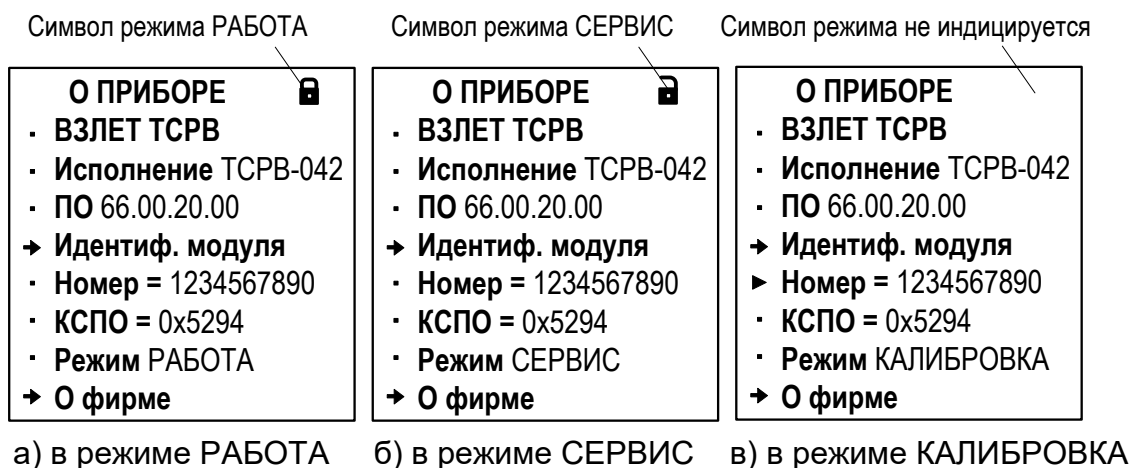 Символ режима РАБОТА
Символ режима СЕРВИС
Символ режима не индицируется
О ПРИБОРЕ
ВЗЛЕТ ТСРВ
Исполнение ТСРВ-042
ПО 66.00.20.00
Идентиф. модуля
Номер = 1234567890
КСПО = 0x5294
Режим РАБОТА
О фирме
О ПРИБОРЕ
ВЗЛЕТ ТСРВ
Исполнение ТСРВ-042
ПО 66.00.20.00
Идентиф. модуля
Номер = 1234567890
КСПО = 0x5294
Режим СЕРВИС
О фирме
О ПРИБОРЕ
ВЗЛЕТ ТСРВ
Исполнение ТСРВ-042
ПО 66.00.20.00
Идентиф. модуля
Номер = 1234567890
КСПО = 0x5294
Режим КАЛИБРОВКА
О фирме
а) в режиме РАБОТА
б) в режиме СЕРВИС
в) в режиме КАЛИБРОВКА